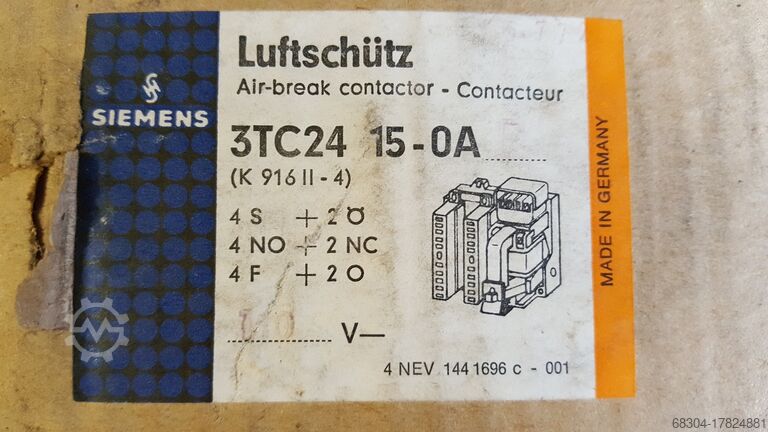 SIEMENS
Luftschütz
Air-break contactor - Contacteur
3TC24 15-0A
(K 916 II - 4)
4 S + 2 Ö
4 NO + 2 NC
4 F + 2 O
V—
4 NEV 144 1696 c - 001
MADE IN GERMANY
68304-17824881